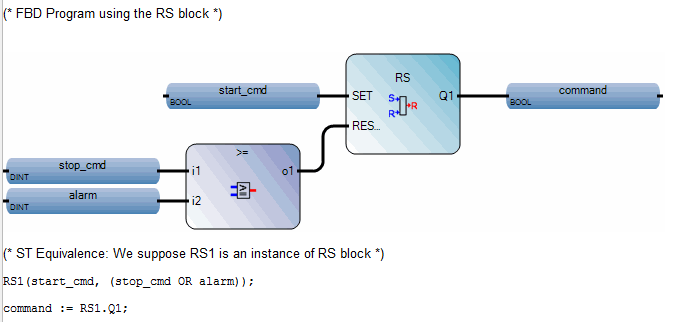 (* FBD Program using the RS block *)
RS
start_cmd
BOOL
SET
S
R
R
Q1
command
BOOL
RES...
>=
stop_cmd
DINT
i1
o1
alarm
DINT
i2
≥
(* ST Equivalence: We suppose RS1 is an instance of RS block *)
RS1(start_cmd, (stop_cmd OR alarm));
command := RS1.Q1;